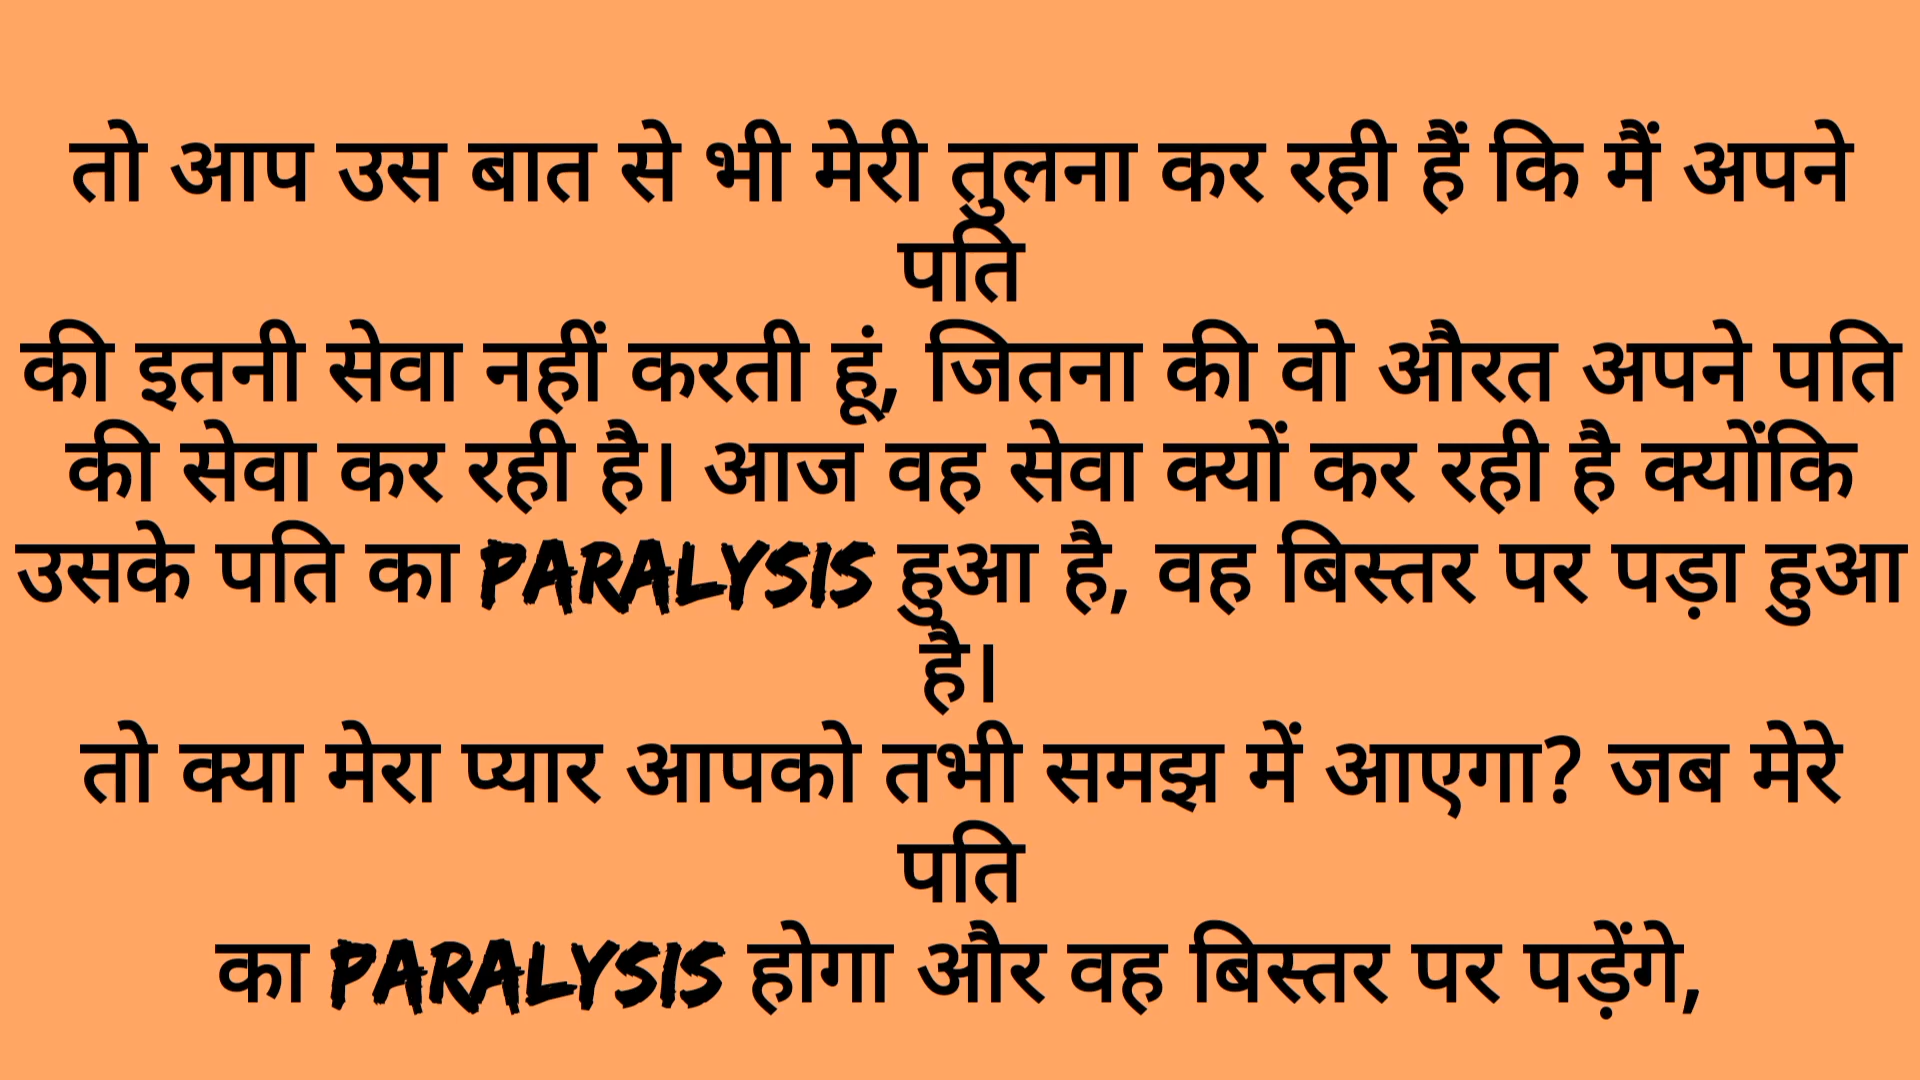 तो आप उस बात से भी मेरी तुलना कर रही हैं कि मैं अपने
पति
की इतनी सेवा नहीं करती हूं, जितना की वो औरत अपने पति
की सेवा कर रही है। आज वह सेवा क्यों कर रही है क्योंकि
उसके पति का PARALYSIS हुआ है, वह बिस्तर पर पड़ा हुआ
है।
तो क्या मेरा प्यार आपको तभी समझ में आएगा? जब मेरे
पति
का PARALYSIS होगा और वह बिस्तर पर पड़ेंगे,